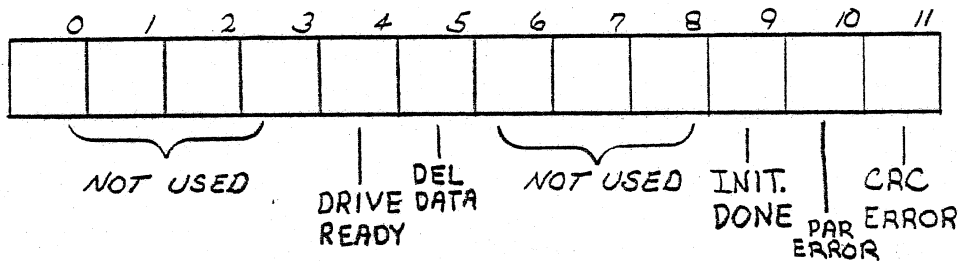 0 1 2 3 4 5 6 7 8 9 10 11
NOT USED
DRIVE
READY
DEL
DATA
NOT USED
INIT.
DONE
PAR
ERROR
CRC
ERROR